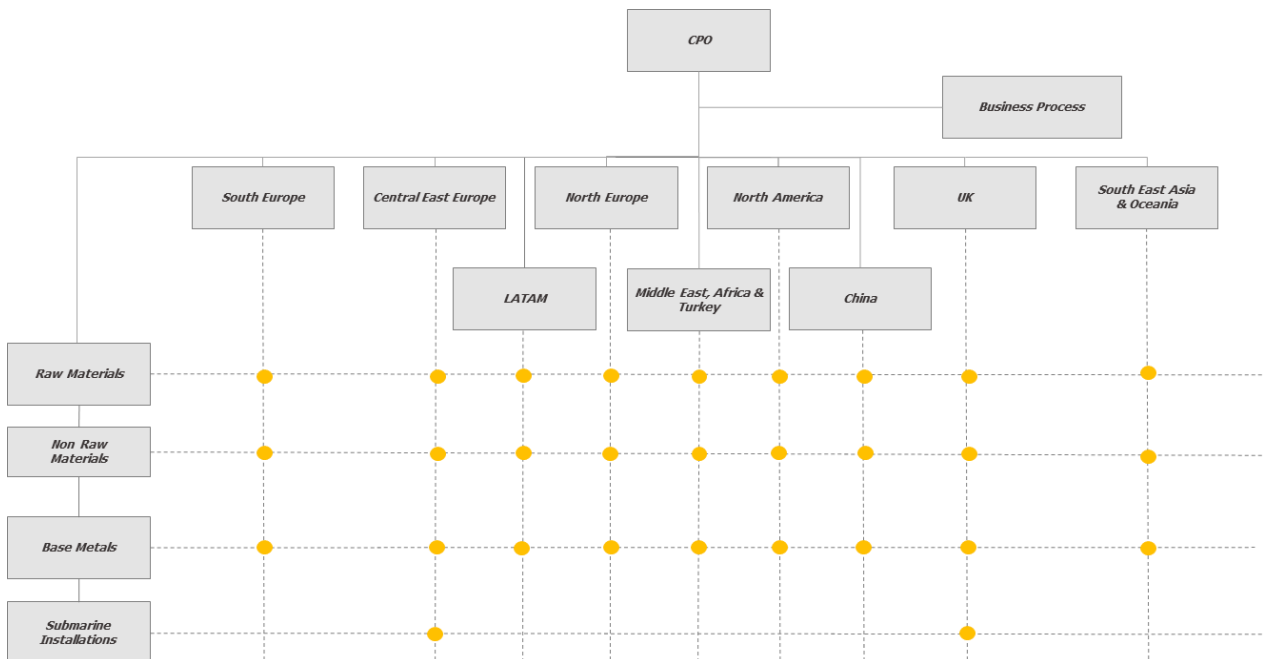 CPO
Business Process
South Europe
Central East Europe
North Europe
North America
UK
South East Asia
& Oceania
LATAM
Middle East, Africa &
Turkey
China
Raw Materials
Non Raw
Materials
Base Metals
Submarine
Installations